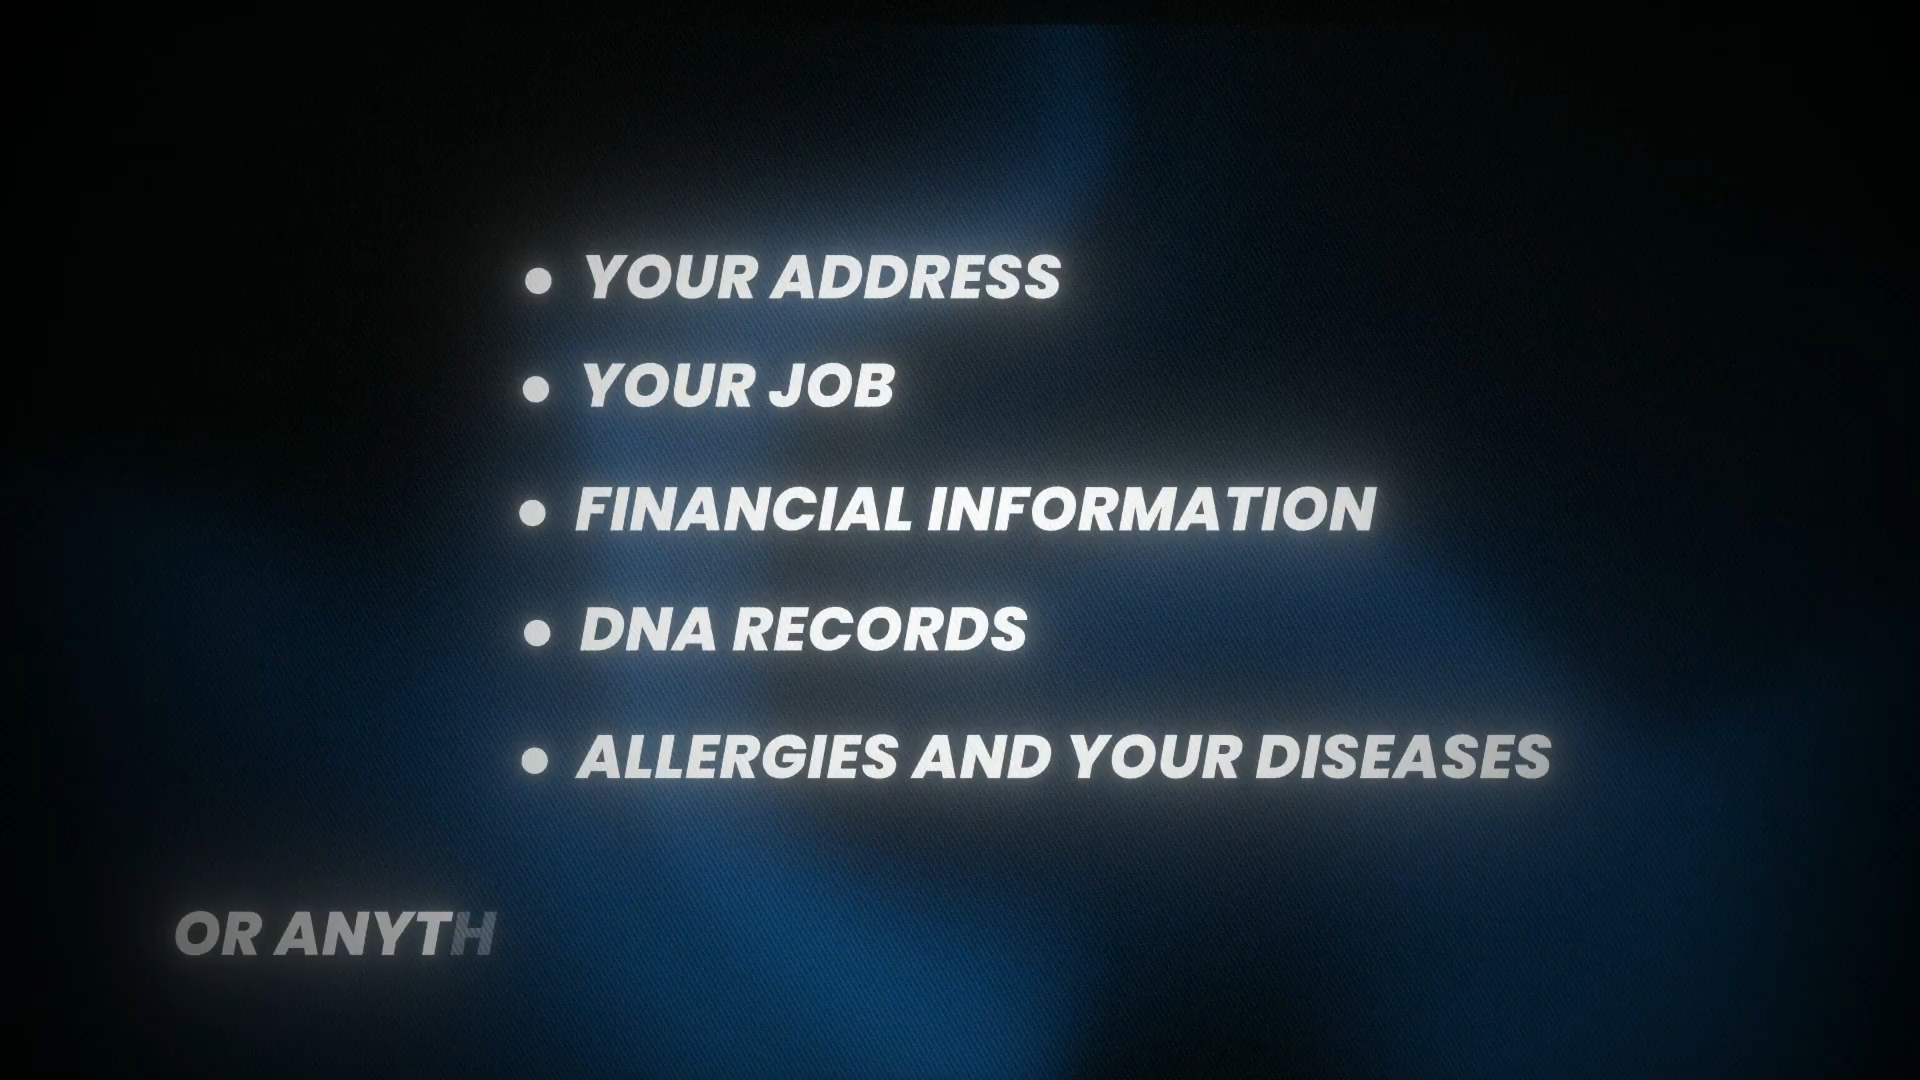 • YOUR ADDRESS
• YOUR JOB
• FINANCIAL INFORMATION
• DNA RECORDS
• ALLERGIES AND YOUR DISEASES
OR ANYTH